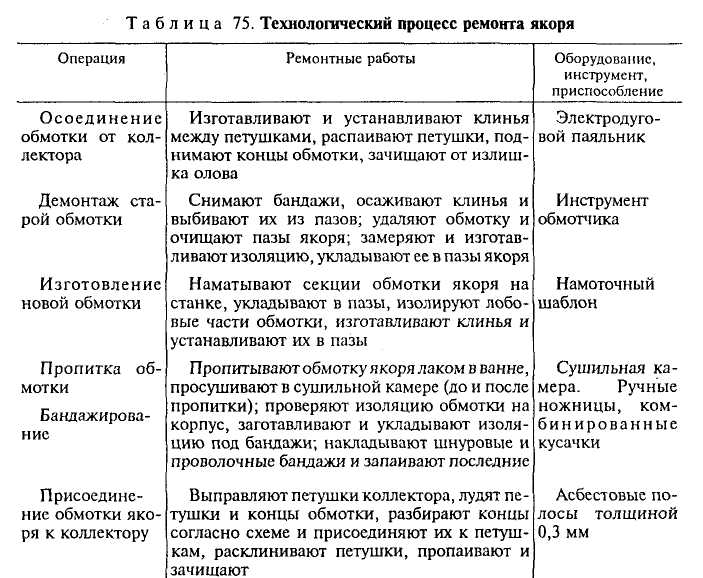 Таблица 75. Технологический процесс ремонта якоря
Операция
Ремонтные работы
Оборудование,
инструмент,
приспособление
Осоединение
обмотки от кол-
лектора
Изготавливают и устанавливают клинья
между петушками, распаивают петушки, под-
нимают концы обмотки, зачищают от излиш-
ка олова
Электродуго-
вой паяльник
Демонтаж ста-
рой обмотки
Снимают бандажи, осаживают клинья и
выбивают их из пазов; удаляют обмотку и
очищают пазы якоря; замеряют и изготав-
ливают изоляцию, укладывают ее в пазы якоря
Инструмент
обмотчика
Изготовление
новой обмотки
Наматывают секции обмотки якоря на
станке, укладывают в пазы, изолируют лобо-
вые части обмотки, изготавливают клинья и
устанавливают их в пазы
Намоточный
шаблон
Пропитка об-
мотки
Бандажирова-
ние
Пропитывают обмотку якоря лаком в ванне,
просушивают в сушильной камере (до и после
пропитки); проверяют изоляцию обмотки на
корпус, заготавливают и укладывают изоля-
цию под бандажи; накладывают шнуровые и
проволочные бандажи и запаивают последние
Сушильная ка-
мера. Ручные
ножницы, ком-
бинированные
кусачки
Присоедине-
ние обмотки яко-
ря к коллектору
Выправляют петушки коллектора, лудят пе-
тушки и концы обмотки, разбирают концы
согласно схеме и присоединяют их к петуш-
кам, расклинивают петушки, пропаивают и
зачищают
Асбестовые по-
лосы толщиной
0,3 мм